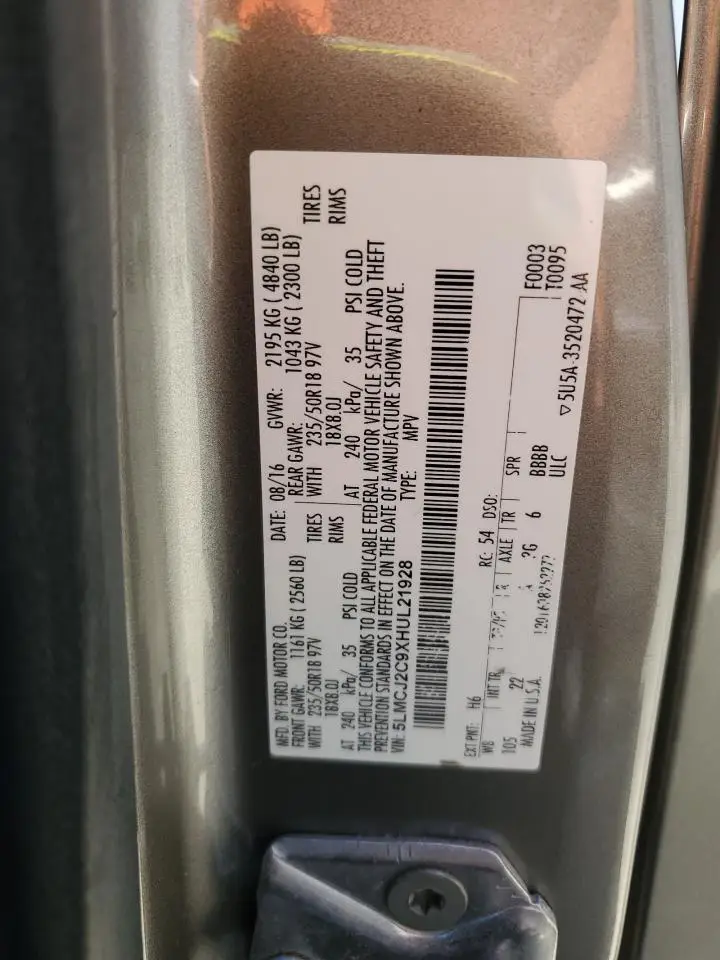 MFD. BY FORD MOTOR CO. DATE: 08/16 GVWR: 2195 KG ( 4840 LB)
FRONT GAWR: 1161 KG ( 2560 LB) REAR GAWR: 1043 KG ( 2300 LB)
WITH 235/50R18 97V TIRES WITH 235/50R18 97V TIRES
18X8.0J RIMS 18X8.0J RIMS
AT 240 kPa/ 35 PSI COLD AT 240 kPa/ 35 PSI COLD
THIS VEHICLE CONFORMS TO ALL APPLICABLE FEDERAL MOTOR VEHICLE SAFETY AND THEFT
PREVENTION STANDARDS IN EFFECT ON THE DATE OF MANUFACTURE SHOWN ABOVE.
VIN: 5LMCJ2C9XHUL21928 TYPE: MPV
EXT PNT: H6 RC: 54 DSO:
WB INT TR AXLE TR SPR F0003
105 22 6 BBBB T0095
MADE IN U.S.A. ULC ▽5U5A-3520472 AA